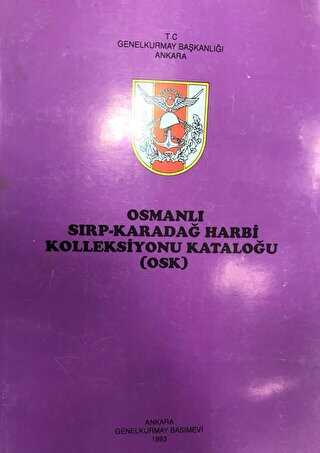 T.C
GENELKURMAY BAŞKANLIĞI
ANKARA
OSMANLI
SIRP-KARADAĞ HARBİ
KOLLEKSİYONU KATALOĞU
(OSK)
ANKARA
GENELKURMAY BASIMEVİ
1993